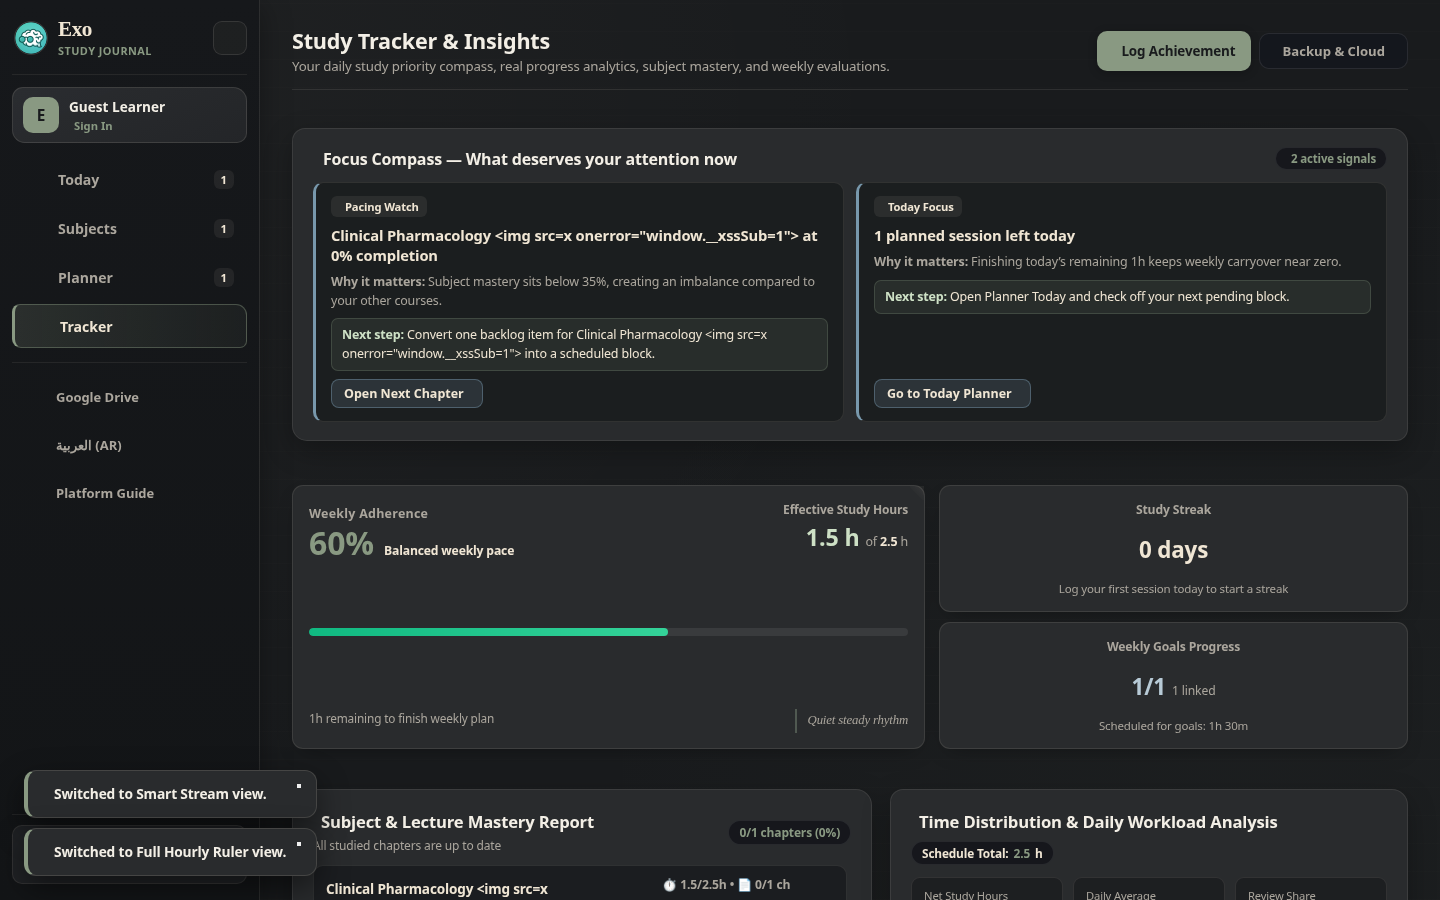 Exo
STUDY JOURNAL
E
Guest Learner
Sign In
Today 1
Subjects 1
Planner 1
Tracker
Google Drive
العربية (AR)
Platform Guide
Study Tracker & Insights
Your daily study priority compass, real progress analytics, subject mastery, and weekly evaluations.
Log Achievement
Backup & Cloud
Focus Compass — What deserves your attention now
2 active signals
Pacing Watch
Clinical Pharmacology <img src=x onerror="window.__xssSub=1"> at
0% completion
Why it matters: Subject mastery sits below 35%, creating an imbalance compared to
your other courses.
Next step: Convert one backlog item for Clinical Pharmacology <img src=x
onerror="window.__xssSub=1"> into a scheduled block.
Open Next Chapter
Today Focus
1 planned session left today
Why it matters: Finishing today's remaining 1h keeps weekly carryover near zero.
Next step: Open Planner Today and check off your next pending block.
Go to Today Planner
Weekly Adherence
60% Balanced weekly pace
Effective Study Hours
1.5 h of 2.5 h
1h remaining to finish weekly plan
Quiet steady rhythm
Study Streak
0 days
Log your first session today to start a streak
Weekly Goals Progress
1/1 1 linked
Scheduled for goals: 1h 30m
Switched to Smart Stream view.
Switched to Full Hourly Ruler view.
Subject & Lecture Mastery Report
All studied chapters are up to date
0/1 chapters (0%)
Clinical Pharmacology <img src=x
⏱️ 1.5/2.5h • 📄 0/1 ch
Time Distribution & Daily Workload Analysis
Schedule Total: 2.5 h
Net Study Hours
Daily Average
Review Share